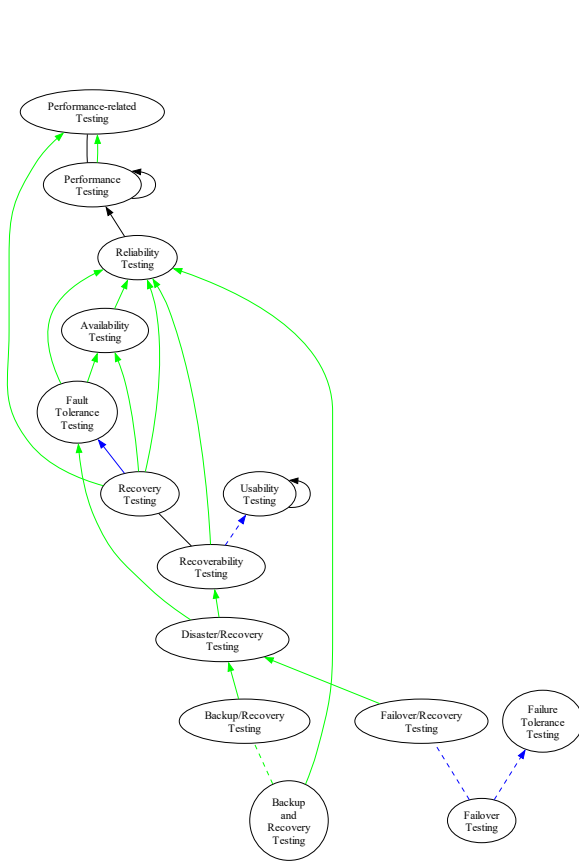 Performance-related
Testing
Performance
Testing
Reliability
Testing
Availability
Testing
Fault
Tolerance
Testing
Recovery
Testing
Usability
Testing
Recoverability
Testing
Disaster/Recovery
Testing
Backup/Recovery
Testing
Failover/Recovery
Testing
Failure
Tolerance
Testing
Backup
and
Recovery
Testing
Failover
Testing